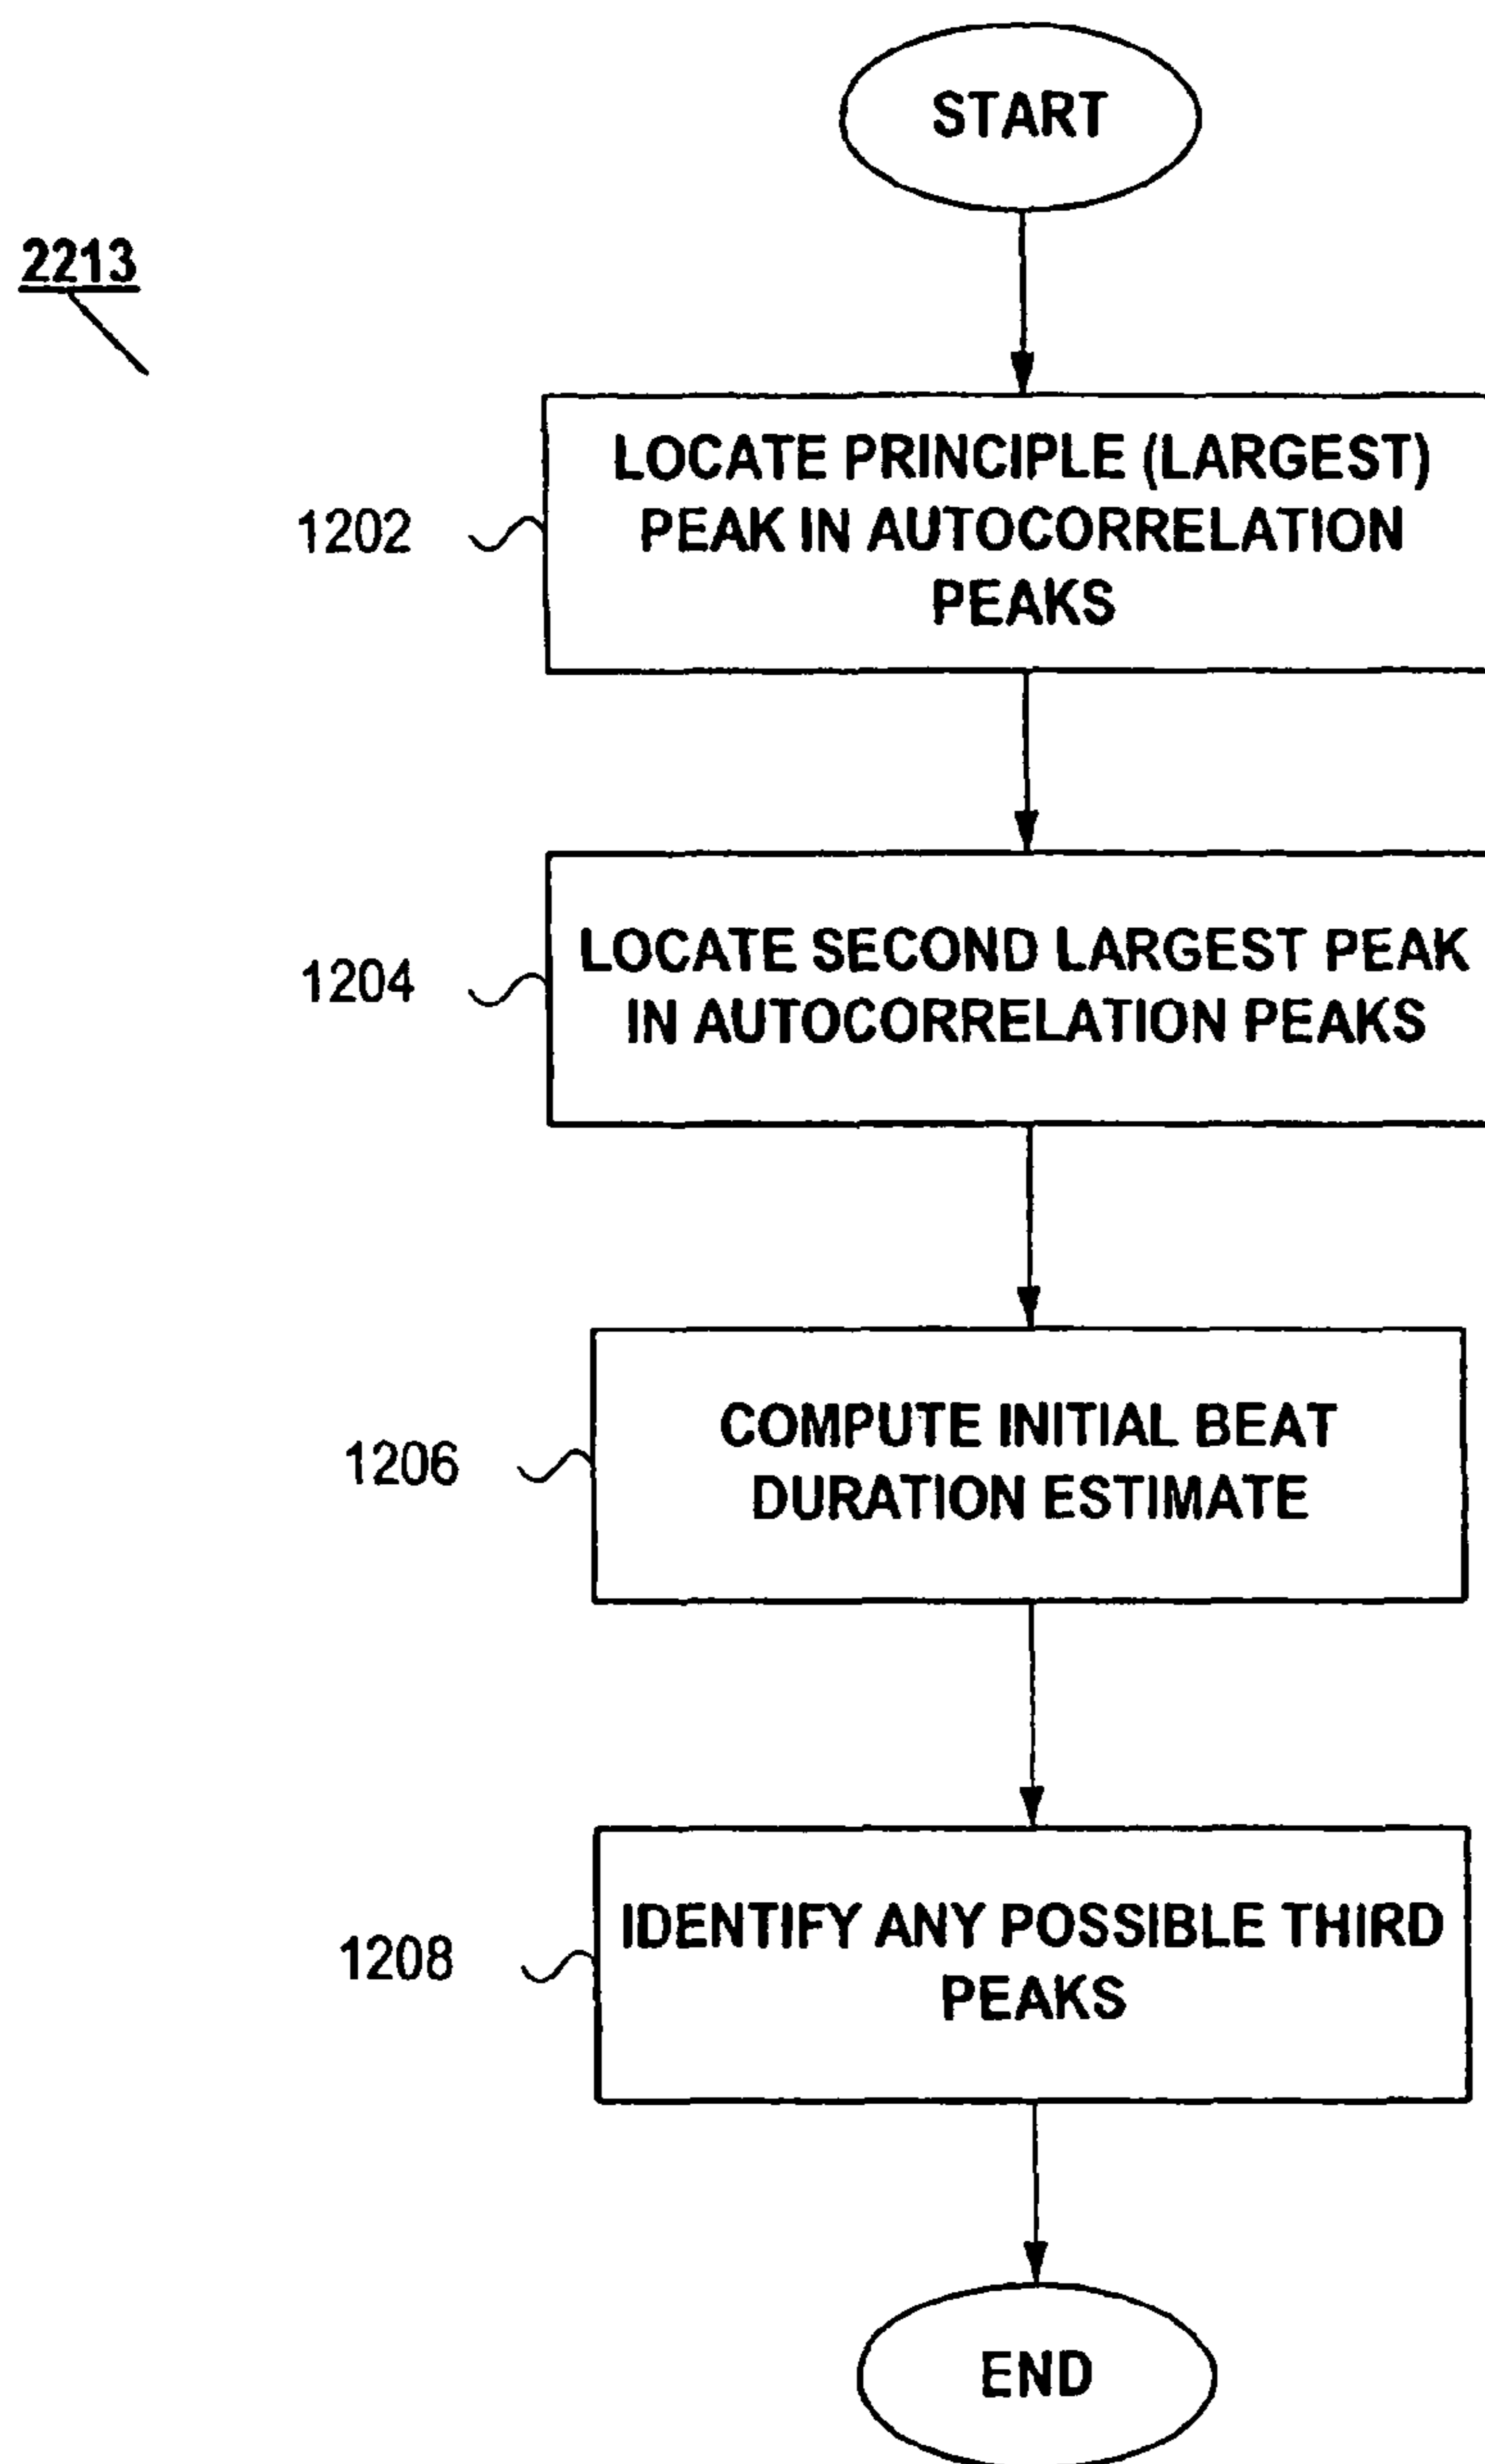 START
2213
LOCATE PRINCIPLE (LARGEST)
PEAK IN AUTOCORRELATION
PEAKS
1202
LOCATE SECOND LARGEST PEAK
IN AUTOCORRELATION PEAKS
1204
COMPUTE INITIAL BEAT
DURATION ESTIMATE
1206
IDENTIFY ANY POSSIBLE THIRD
PEAKS
1208
END